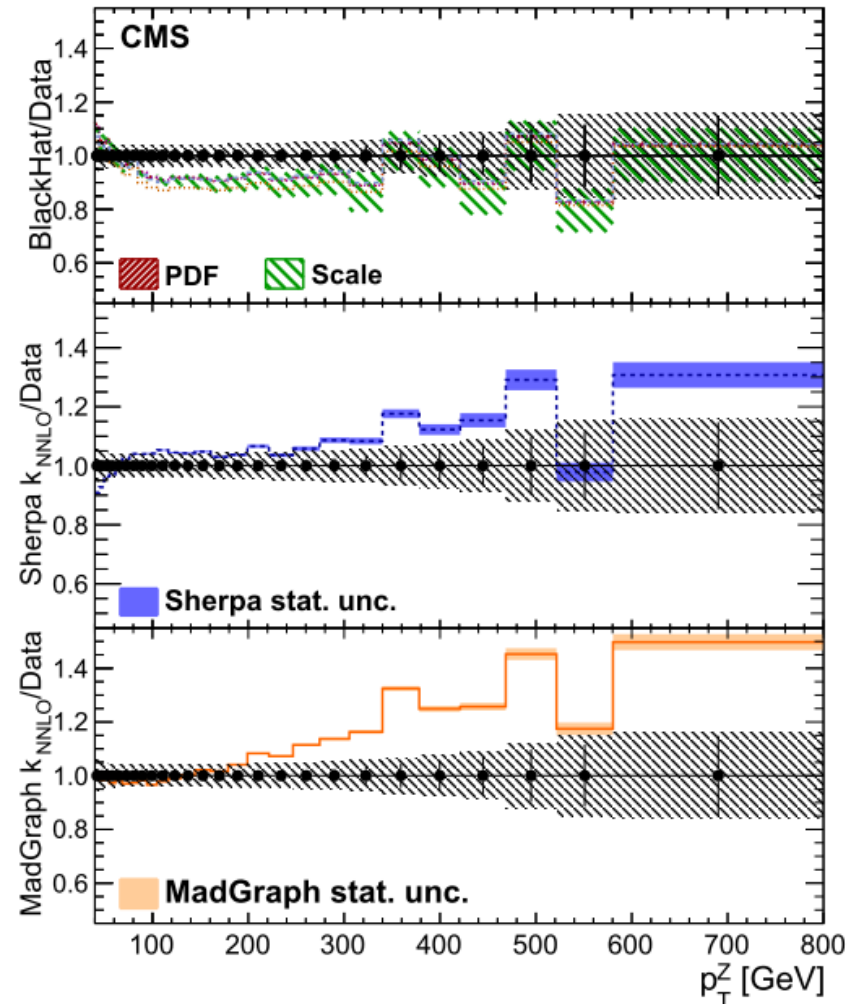 CMS
BlackHat/Data
1.4
1.2
1.0
0.8
0.6
PDF
Scale
Sherpa k_NNLO/Data
1.4
1.2
1.0
0.8
0.6
Sherpa stat. unc.
MadGraph k_NNLO/Data
1.4
1.2
1.0
0.8
0.6
MadGraph stat. unc.
100 200 300 400 500 600 700 800
p_T^Z [GeV]